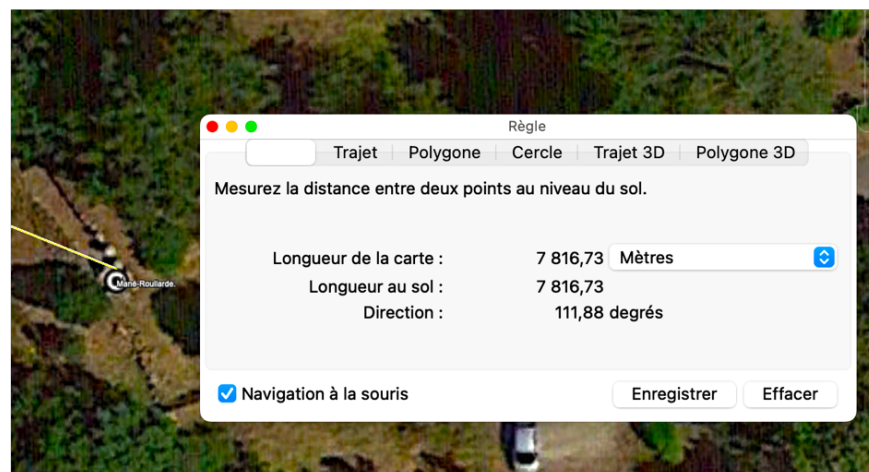 Règle
Trajet Polygone Cercle Trajet 3D Polygone 3D
Mesurez la distance entre deux points au niveau du sol.
Longueur de la carte : 7 816,73 Mètres
Longueur au sol : 7 816,73
Direction : 111,88 degrés
Mané-Roullarde.
Navigation à la souris Enregistrer Effacer